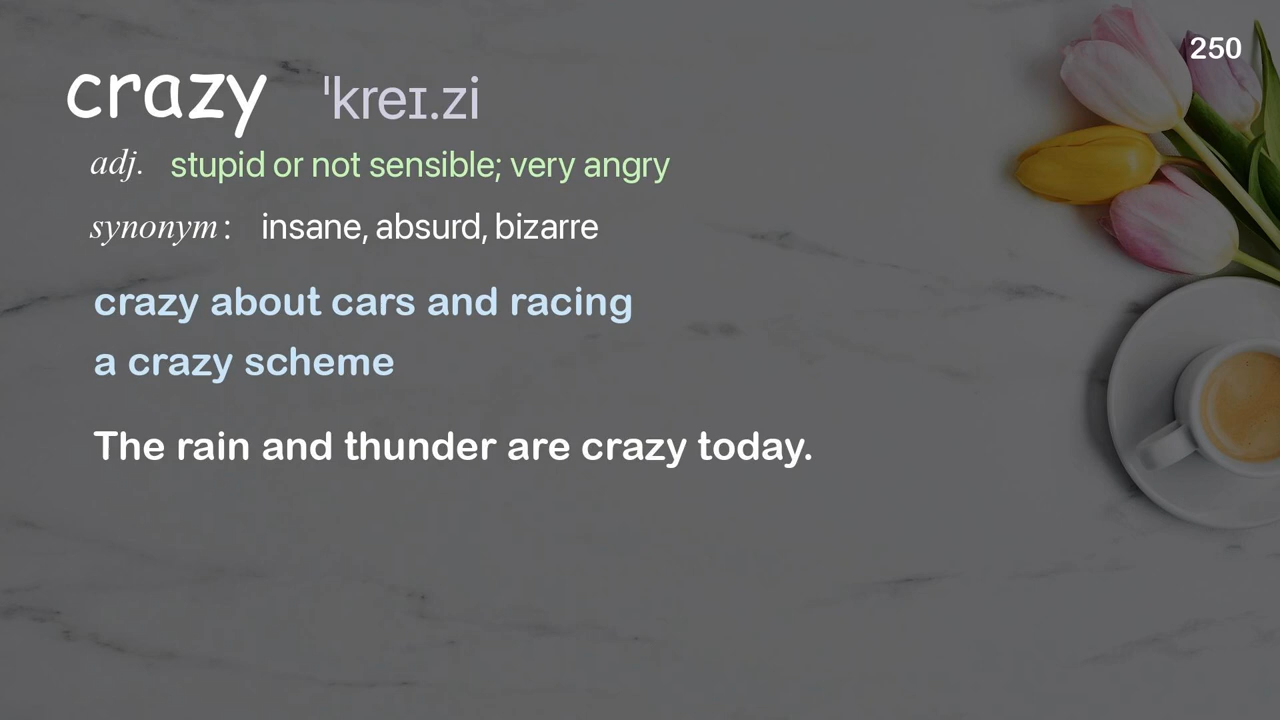 250
crazy ˈkreɪ.zi
adj. stupid or not sensible; very angry
synonym: insane, absurd, bizarre
crazy about cars and racing
a crazy scheme
The rain and thunder are crazy today.